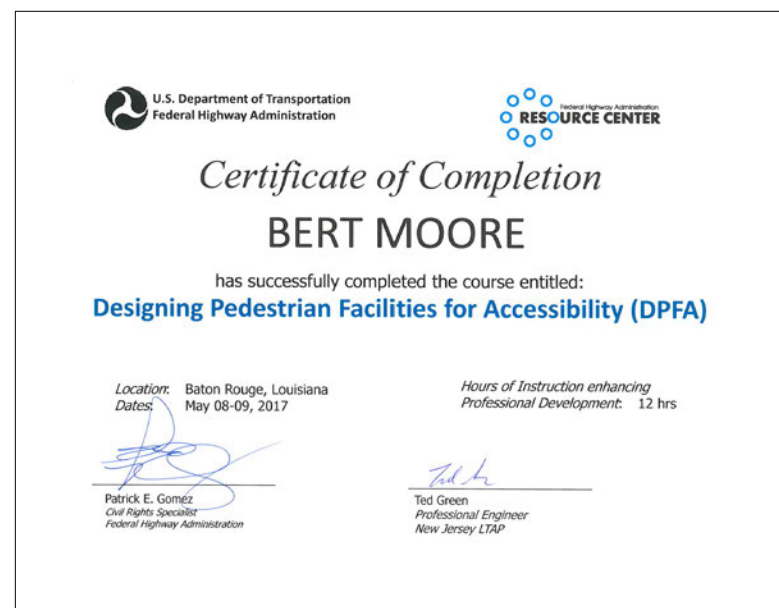 U.S. Department of Transportation
Federal Highway Administration
Federal Highway Administration
RESOURCE CENTER
Certificate of Completion
BERT MOORE
has successfully completed the course entitled:
Designing Pedestrian Facilities for Accessibility (DPFA)
Location: Baton Rouge, Louisiana
Dates: May 08-09, 2017
Hours of Instruction enhancing
Professional Development: 12 hrs
Patrick E. Gomez
Civil Rights Specialist
Federal Highway Administration
Ted Green
Professional Engineer
New Jersey LTAP